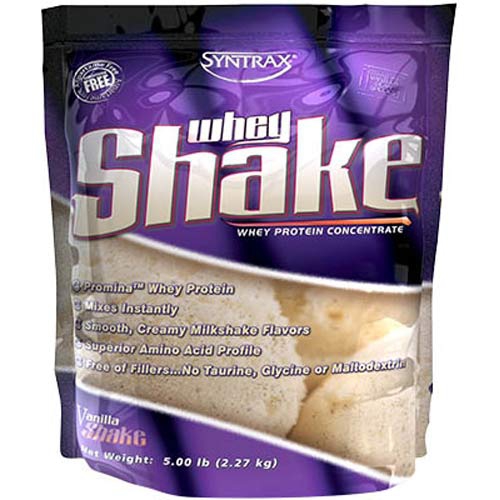 SYNTRAX®
FREE
whey
Shake
WHEY PROTEIN CONCENTRATE
Promina™ Whey Protein
Mixes Instantly
Smooth, Creamy Milkshake Flavors
Superior Amino Acid Profile
Free of Fillers...No Taurine, Glycine or Maltodextrin
Vanilla
Shake
Net Weight: 5.00 lb (2.27 kg)